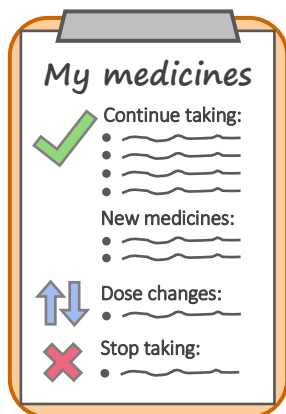 My medicines
Continue taking:
New medicines:
Dose changes:
Stop taking: